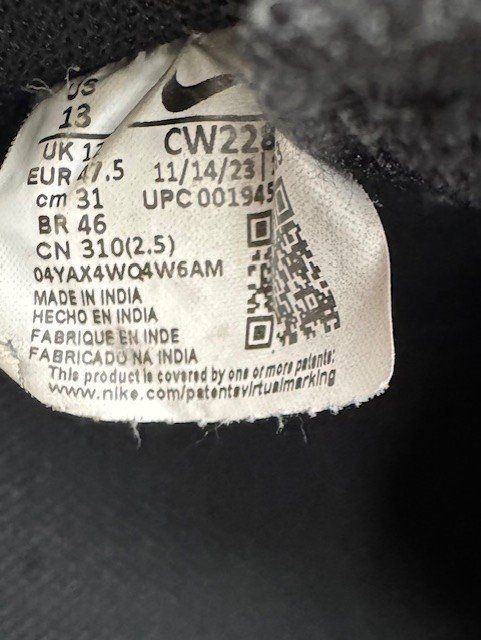 US
13
UK 12
EUR 47.5
cm 31
BR 46
CN 310(2.5)
04YAX4WQ4W6AM
MADE IN INDIA
HECHO EN INDIA
FABRIQUE EN INDE
FABRICADO NA INDIA
CW228
11/14/23
UPC 001945
This product is covered by one or more patents:
www.nike.com/patentsvirtualmarking